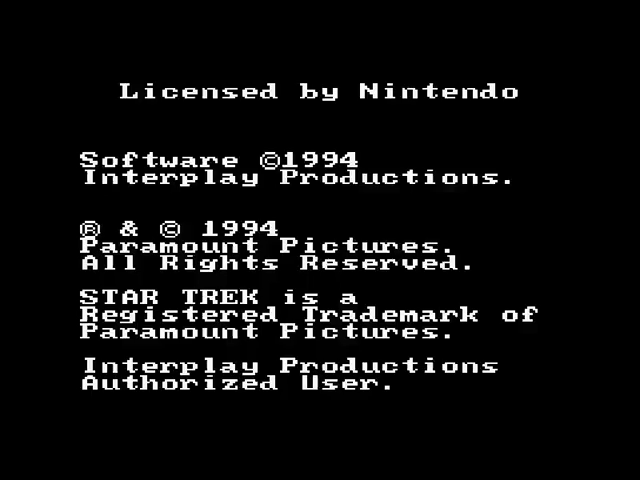 Licensed by Nintendo
Software ©1994
Interplay Productions.
® & © 1994
Paramount Pictures.
All Rights Reserved.
STAR TREK is a
Registered Trademark of
Paramount Pictures.
Interplay Productions
Authorized User.